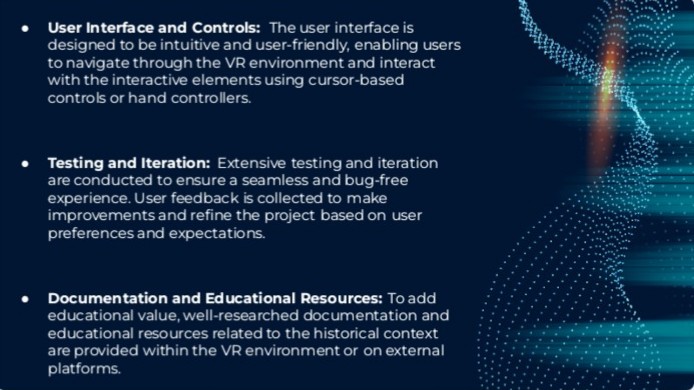 ● User Interface and Controls: The user interface is
designed to be intuitive and user-friendly, enabling users
to navigate through the VR environment and interact
with the interactive elements using cursor-based
controls or hand controllers.
● Testing and Iteration: Extensive testing and iteration
are conducted to ensure a seamless and bug-free
experience. User feedback is collected to make
improvements and refine the project based on user
preferences and expectations.
● Documentation and Educational Resources: To add
educational value, well-researched documentation and
educational resources related to the historical context
are provided within the VR environment or on external
platforms.